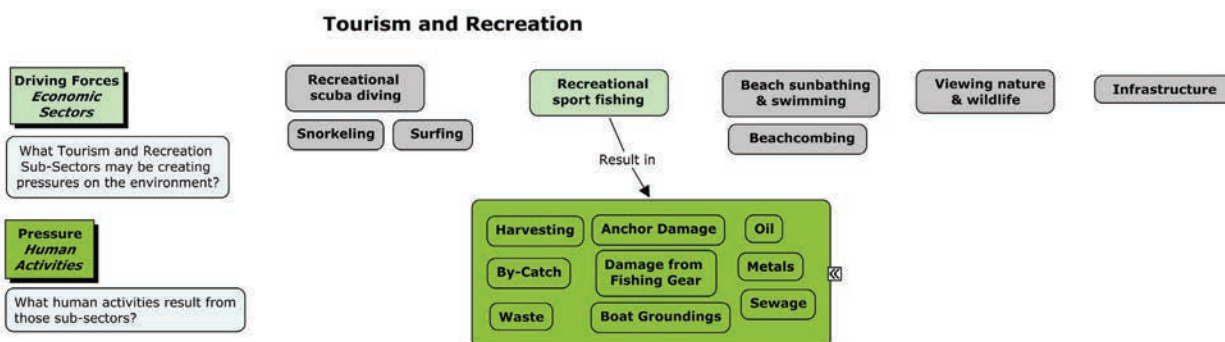 Tourism and Recreation
Driving Forces
Economic
Sectors
Recreational
scuba diving
Recreational
sport fishing
Beach sunbathing
& swimming
Viewing nature
& wildlife
Infrastructure
Snorkeling
Surfing
Beachcombing
What Tourism and Recreation
Sub-Sectors may be creating
pressures on the environment?
Result in
Pressure
Human
Activities
What human activities result from
those sub-sectors?
Harvesting
Anchor Damage
Oil
By-Catch
Damage from
Fishing Gear
Metals
Waste
Boat Groundings
Sewage